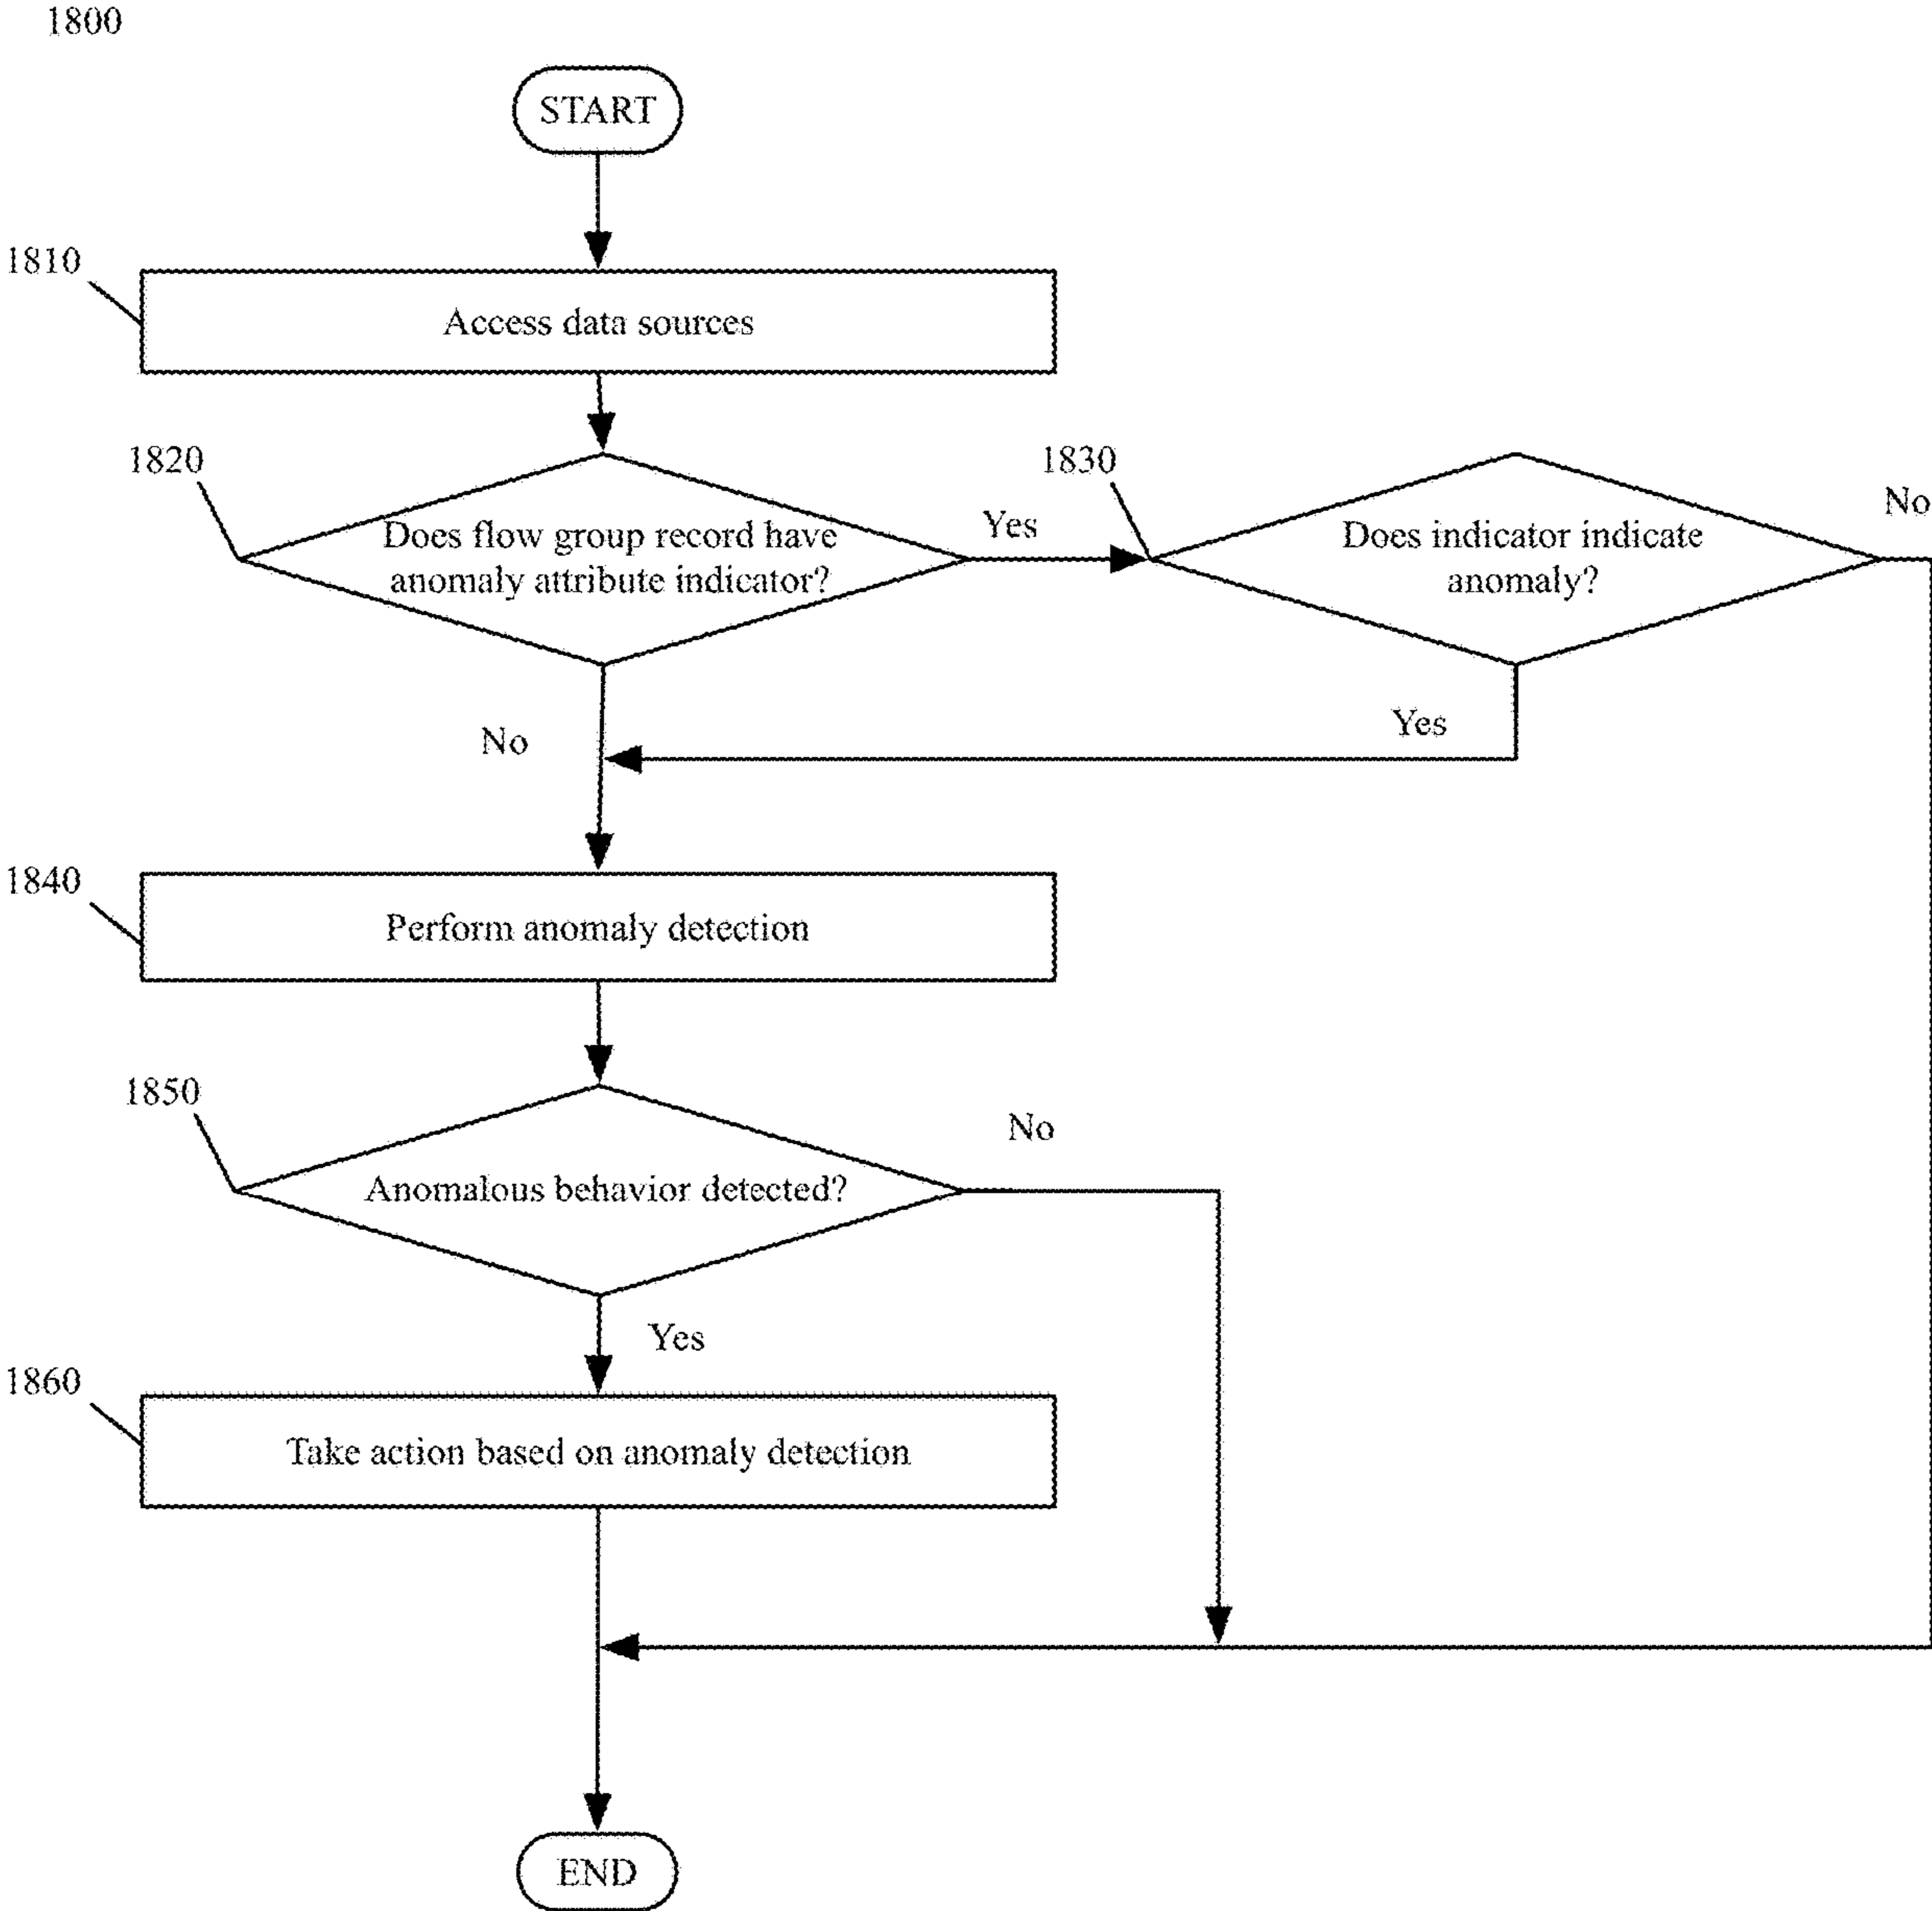 1800
START
1810
Access data sources
1820
Does flow group record have
anomaly attribute indicator?
Yes
1830
Does indicator indicate
anomaly?
No
Yes
No
1840
Perform anomaly detection
1850
Anomalous behavior detected?
No
Yes
1860
Take action based on anomaly detection
END